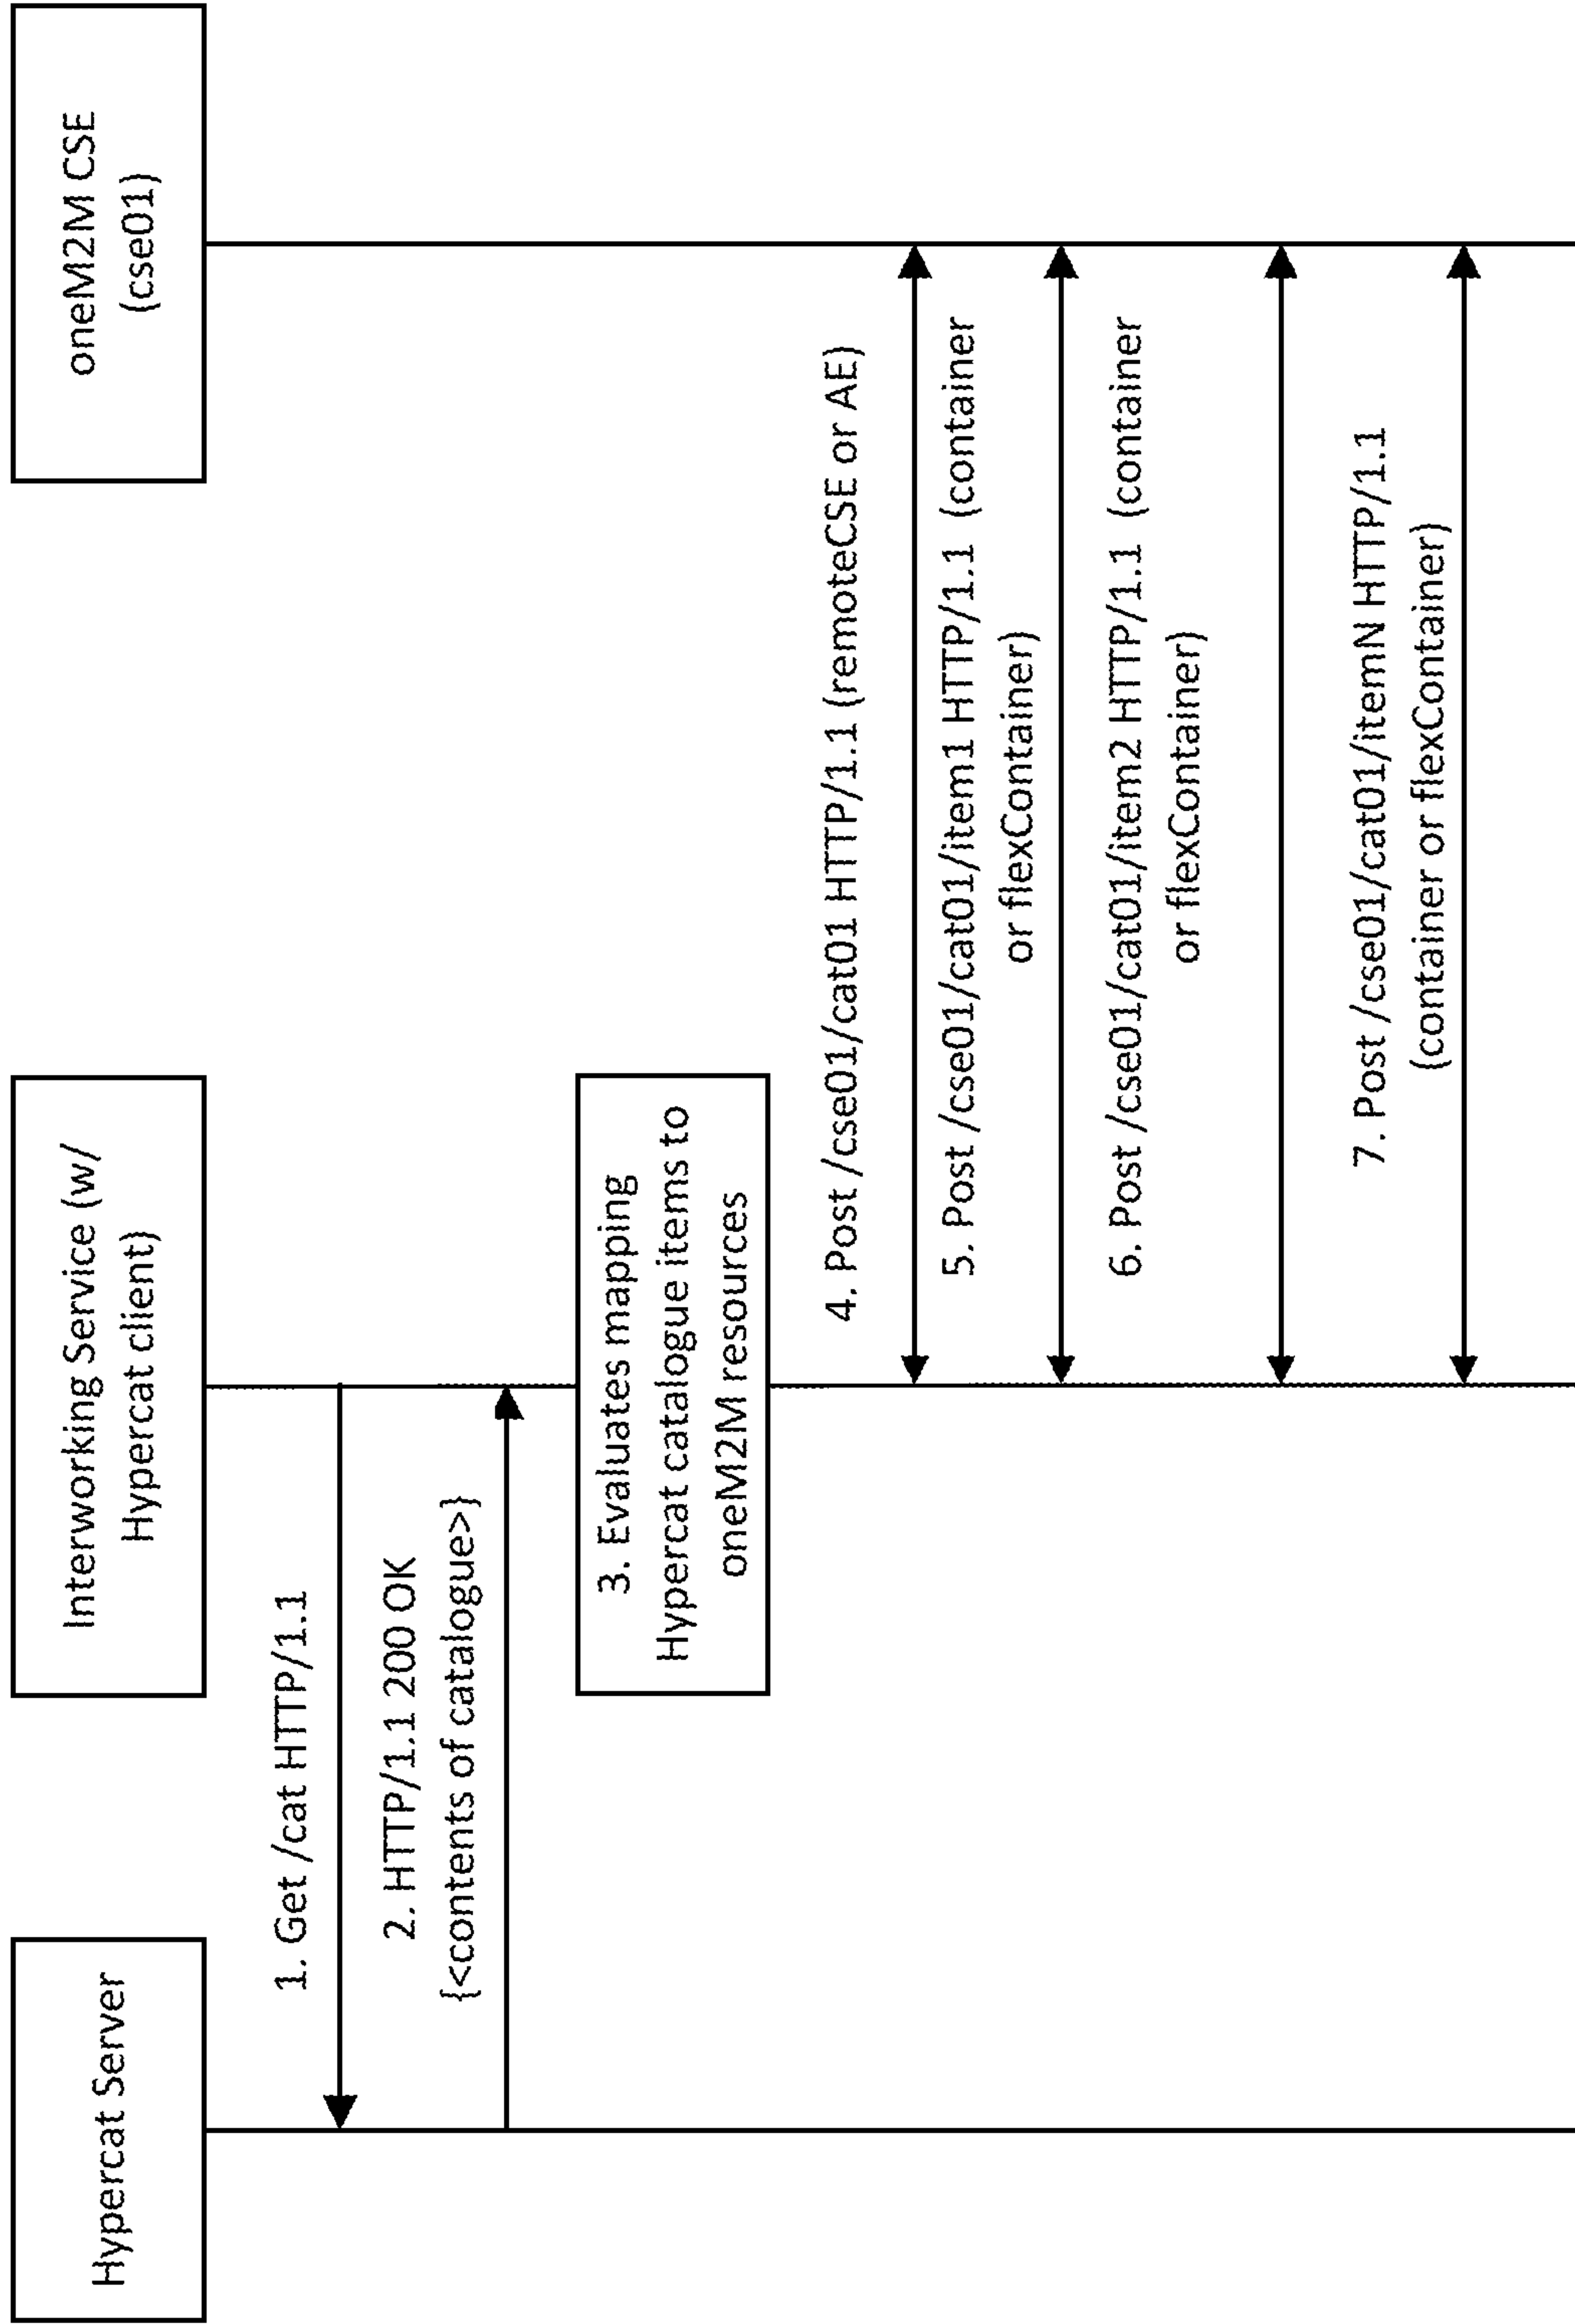 Hypercat Server
Interworking Service (w/
Hypercat client)
oneM2M CSE
(cse01)
1. Get /cat HTTP/1.1
2. HTTP/1.1 200 OK
{<contents of catalogue>}
3. Evaluates mapping
Hypercat catalogue items to
oneM2M resources
4. Post /cse01/cat01 HTTP/1.1 (remoteCSE or AE)
5. Post /cse01/cat01/item1 HTTP/1.1 (container
or flexContainer)
6. Post /cse01/cat01/item2 HTTP/1.1 (container
or flexContainer)
7. Post /cse01/cat01/itemN HTTP/1.1
(container or flexContainer)